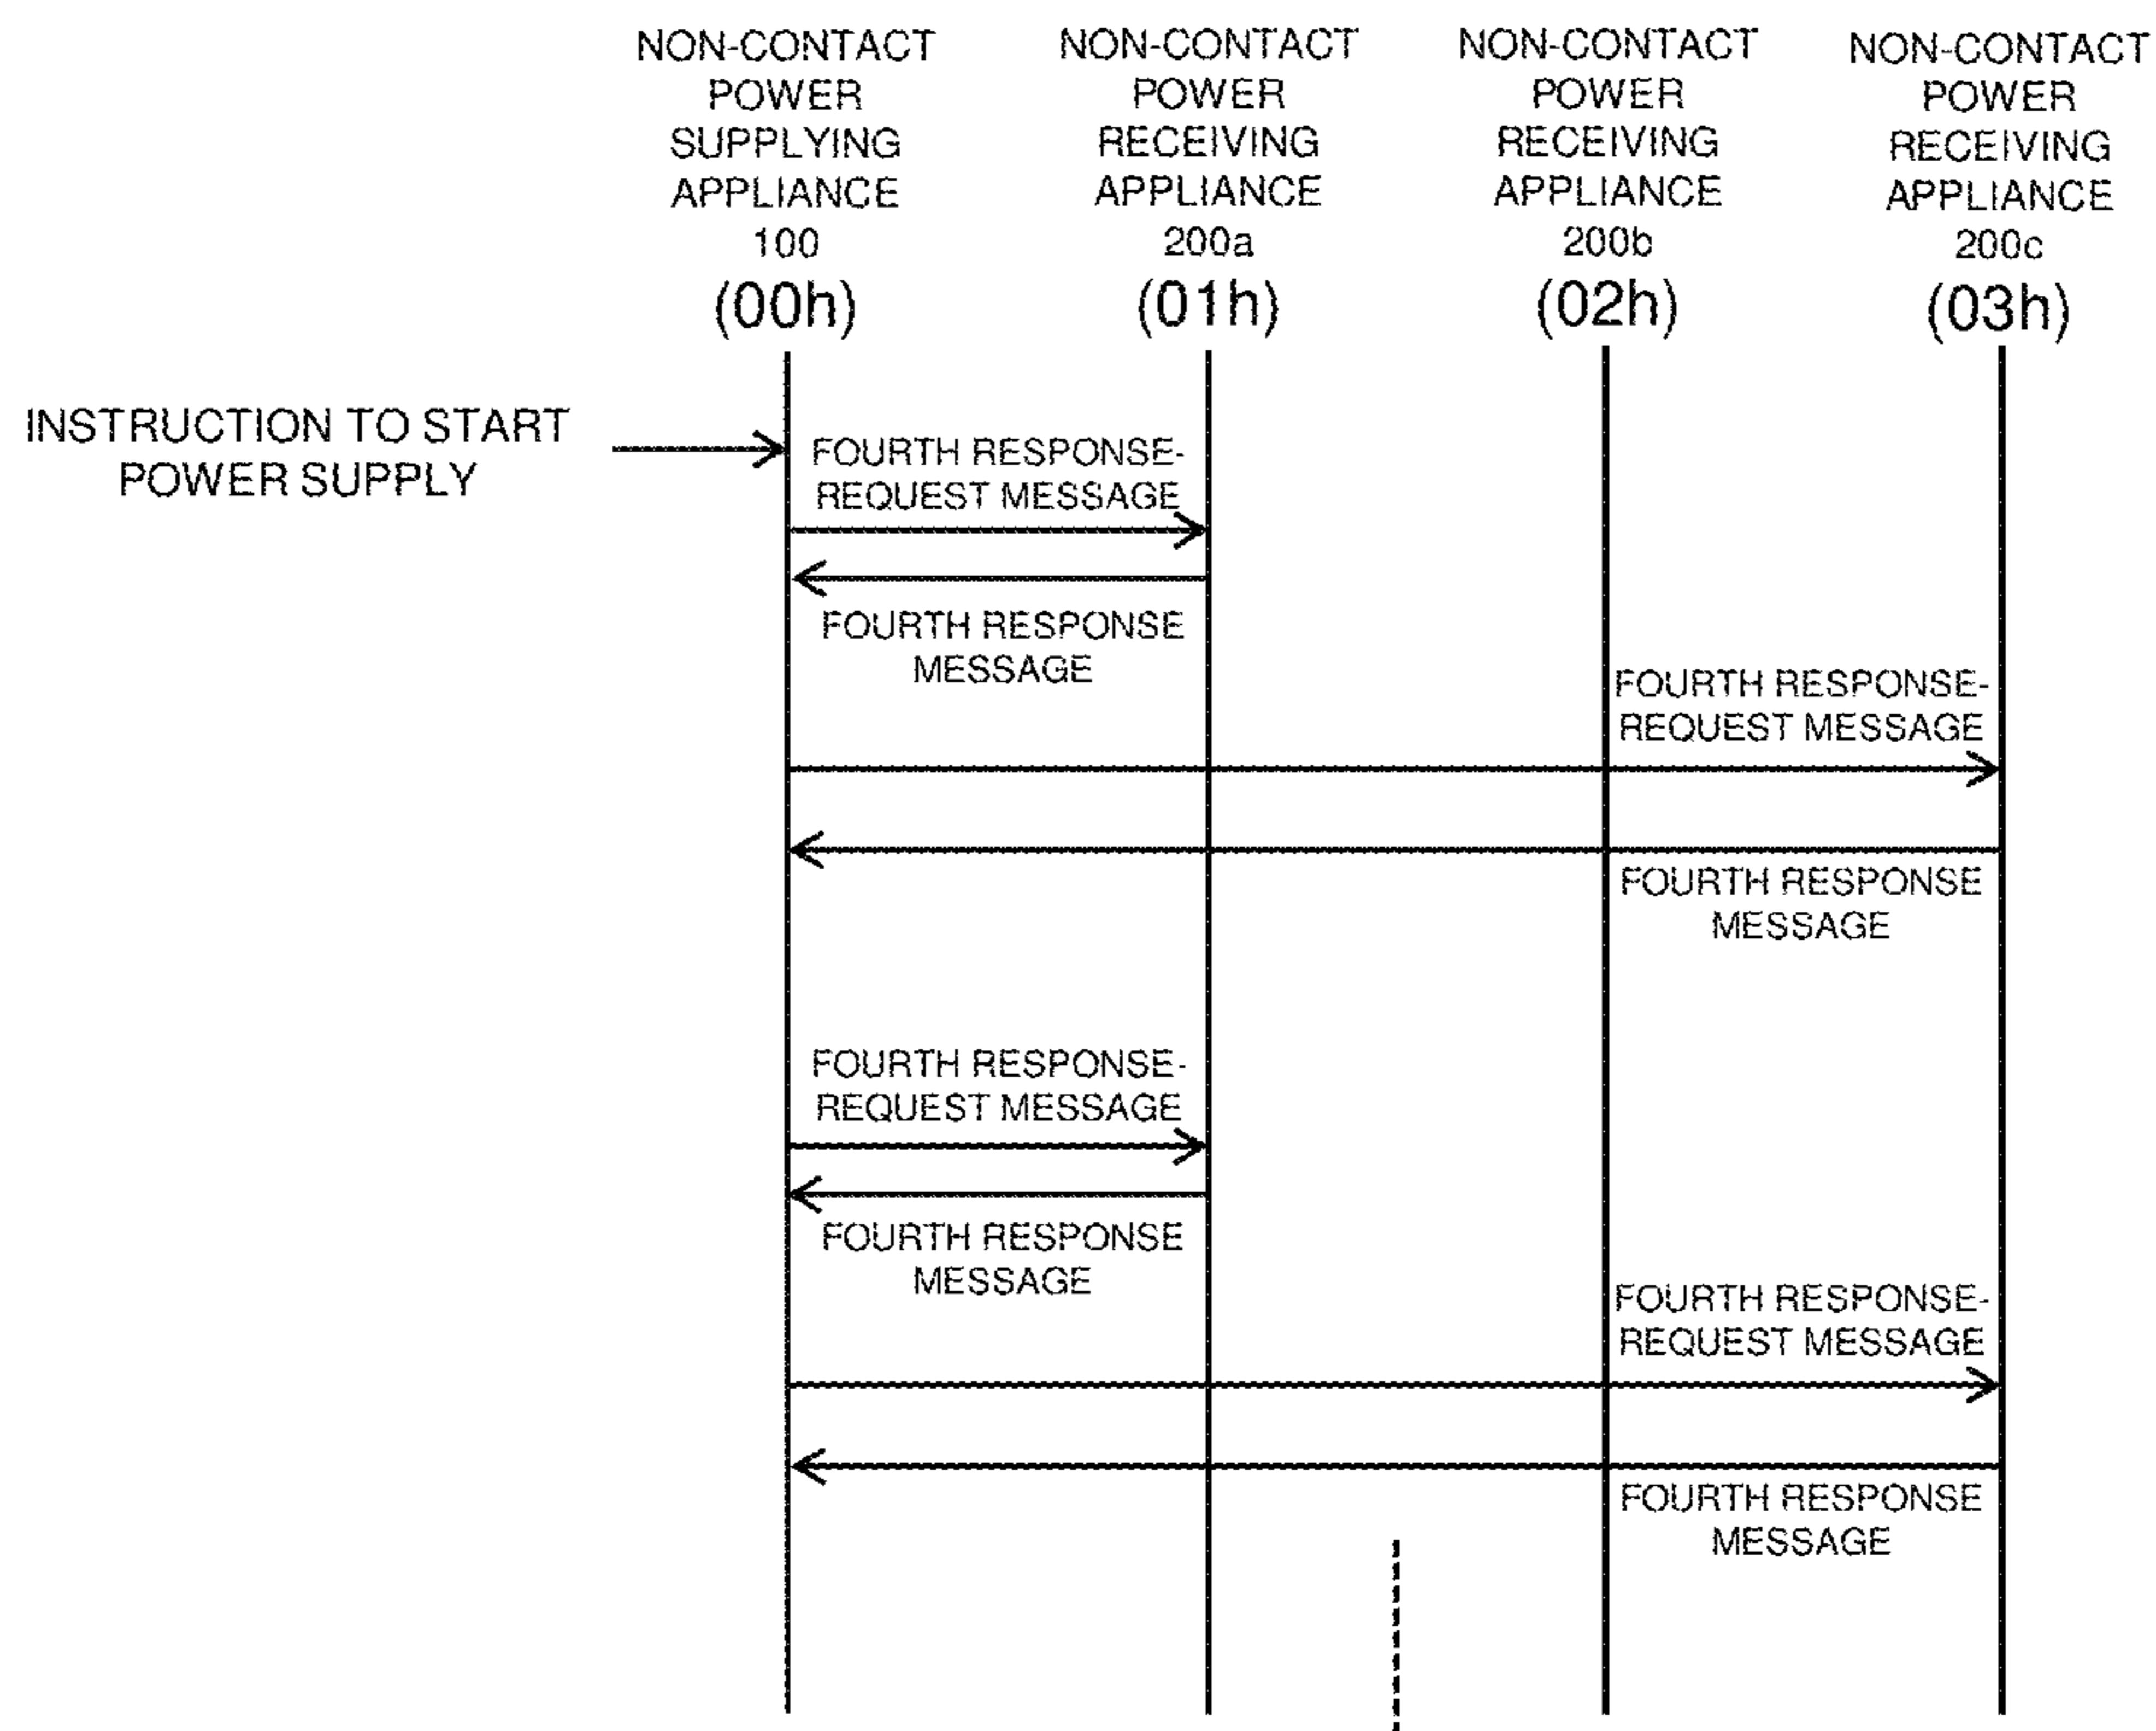 NON-CONTACT
POWER
SUPPLYING
APPLIANCE
100
(00h)
NON-CONTACT
POWER
RECEIVING
APPLIANCE
200a
(01h)
NON-CONTACT
POWER
RECEIVING
APPLIANCE
200b
(02h)
NON-CONTACT
POWER
RECEIVING
APPLIANCE
200c
(03h)
INSTRUCTION TO START
POWER SUPPLY
FOURTH RESPONSE-
REQUEST MESSAGE
FOURTH RESPONSE
MESSAGE
FOURTH RESPONSE-
REQUEST MESSAGE
FOURTH RESPONSE
MESSAGE
FOURTH RESPONSE-
REQUEST MESSAGE
FOURTH RESPONSE
MESSAGE
FOURTH RESPONSE-
REQUEST MESSAGE
FOURTH RESPONSE
MESSAGE